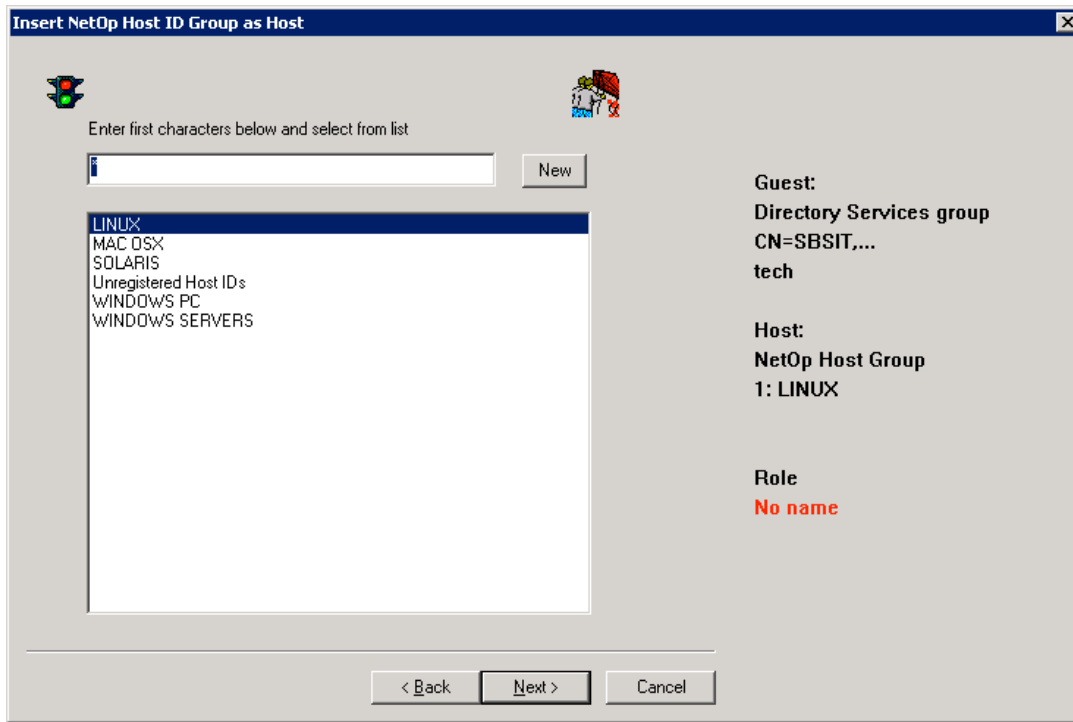 Insert NetOp Host ID Group as Host
Enter first characters below and select from list
*
New
LINUX
MAC OSX
SOLARIS
Unregistered Host IDs
WINDOWS PC
WINDOWS SERVERS
Guest:
Directory Services group
CN=SBSIT,...
tech
Host:
NetOp Host Group
1: LINUX
Role
No name
< Back
Next >
Cancel